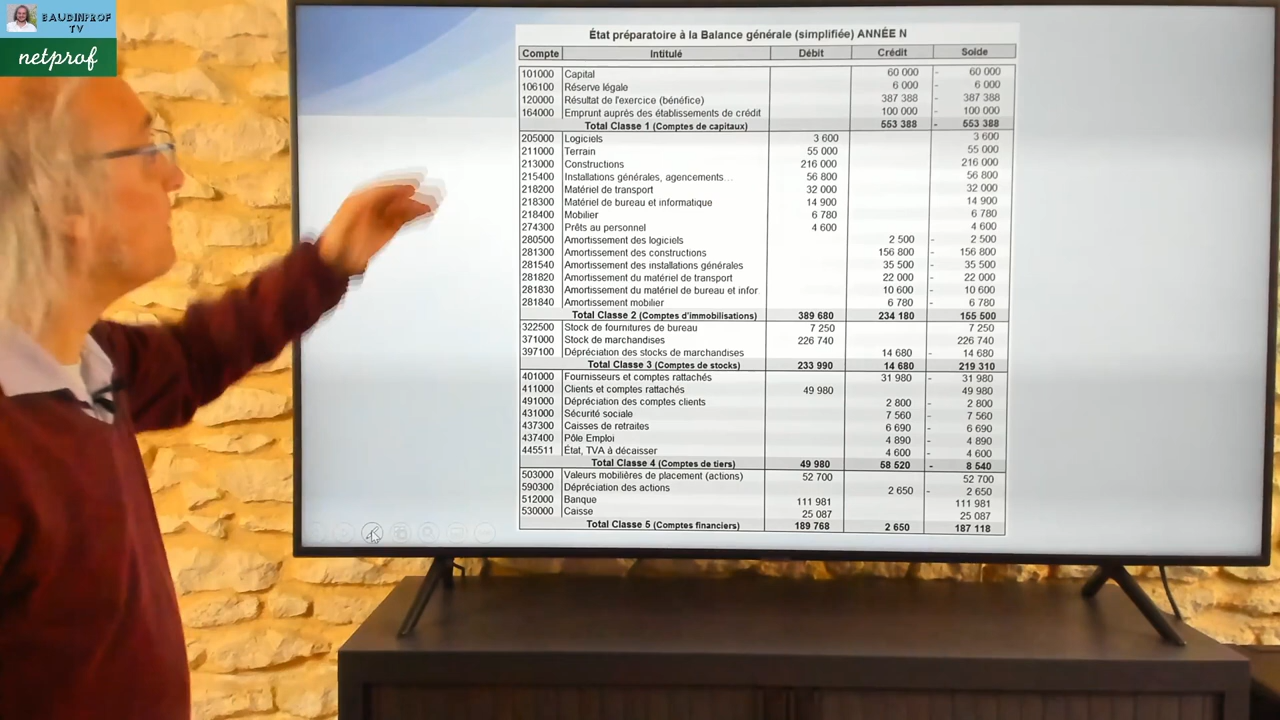 BAUDINPROF
TV
netprof
État préparatoire à la Balance générale (simplifiée) ANNÉE N
Compte Intitulé Débit Crédit Solde
101000 Capital 60 000 - 60 000
106100 Réserve légale 6 000 - 6 000
120000 Résultat de l'exercice (bénéfice) 387 388 - 387 388
164000 Emprunt auprès des établissements de crédit 100 000 - 100 000
Total Classe 1 (Comptes de capitaux) 553 388 - 553 388
205000 Logiciels 3 600 3 600
211000 Terrain 55 000 55 000
213000 Constructions 216 000 216 000
215400 Installations générales, agencements... 56 800 56 800
218200 Matériel de transport 32 000 32 000
218300 Matériel de bureau et informatique 14 900 14 900
218400 Mobilier 6 780 6 780
274300 Prêts au personnel 4 600 4 600
280500 Amortissement des logiciels 2 500 - 2 500
281300 Amortissement des constructions 156 800 - 156 800
281540 Amortissement des installations générales 35 500 - 35 500
281820 Amortissement du matériel de transport 22 000 - 22 000
281830 Amortissement du matériel de bureau et infor 10 600 - 10 600
281840 Amortissement mobilier 6 780 - 6 780
Total Classe 2 (Comptes d'immobilisations) 389 680 234 180 155 500
322500 Stock de fournitures de bureau 7 250 7 250
371000 Stock de marchandises 226 740 226 740
397100 Dépréciation des stocks de marchandises 14 680 - 14 680
Total Classe 3 (Comptes de stocks) 233 990 14 680 219 310
401000 Fournisseurs et comptes rattachés 31 980 - 31 980
411000 Clients et comptes rattachés 49 980 49 980
491000 Dépréciation des comptes clients 2 800 - 2 800
431000 Sécurité sociale 7 560 - 7 560
437300 Caisses de retraites 6 690 - 6 690
437400 Pôle Emploi 4 890 - 4 890
445511 État, TVA à décaisser 4 600 - 4 600
Total Classe 4 (Comptes de tiers) 49 980 58 520 - 8 540
503000 Valeurs mobilières de placement (actions) 52 700 52 700
590300 Dépréciation des actions 2 650 - 2 650
512000 Banque 111 981 111 981
530000 Caisse 25 087 25 087
Total Classe 5 (Comptes financiers) 189 768 2 650 187 118